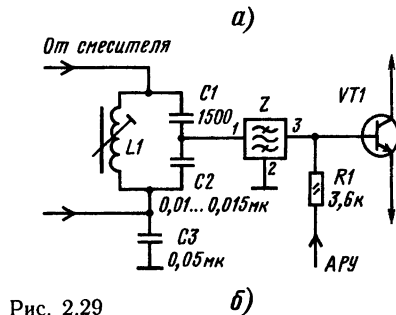 а)
От смесителя
C1
1500
Z
VT1
1
3
L1
2
C2
R1
0,01...0,015мк
3,6к
C3
0,05мк
АРУ
Рис. 2.29
б)